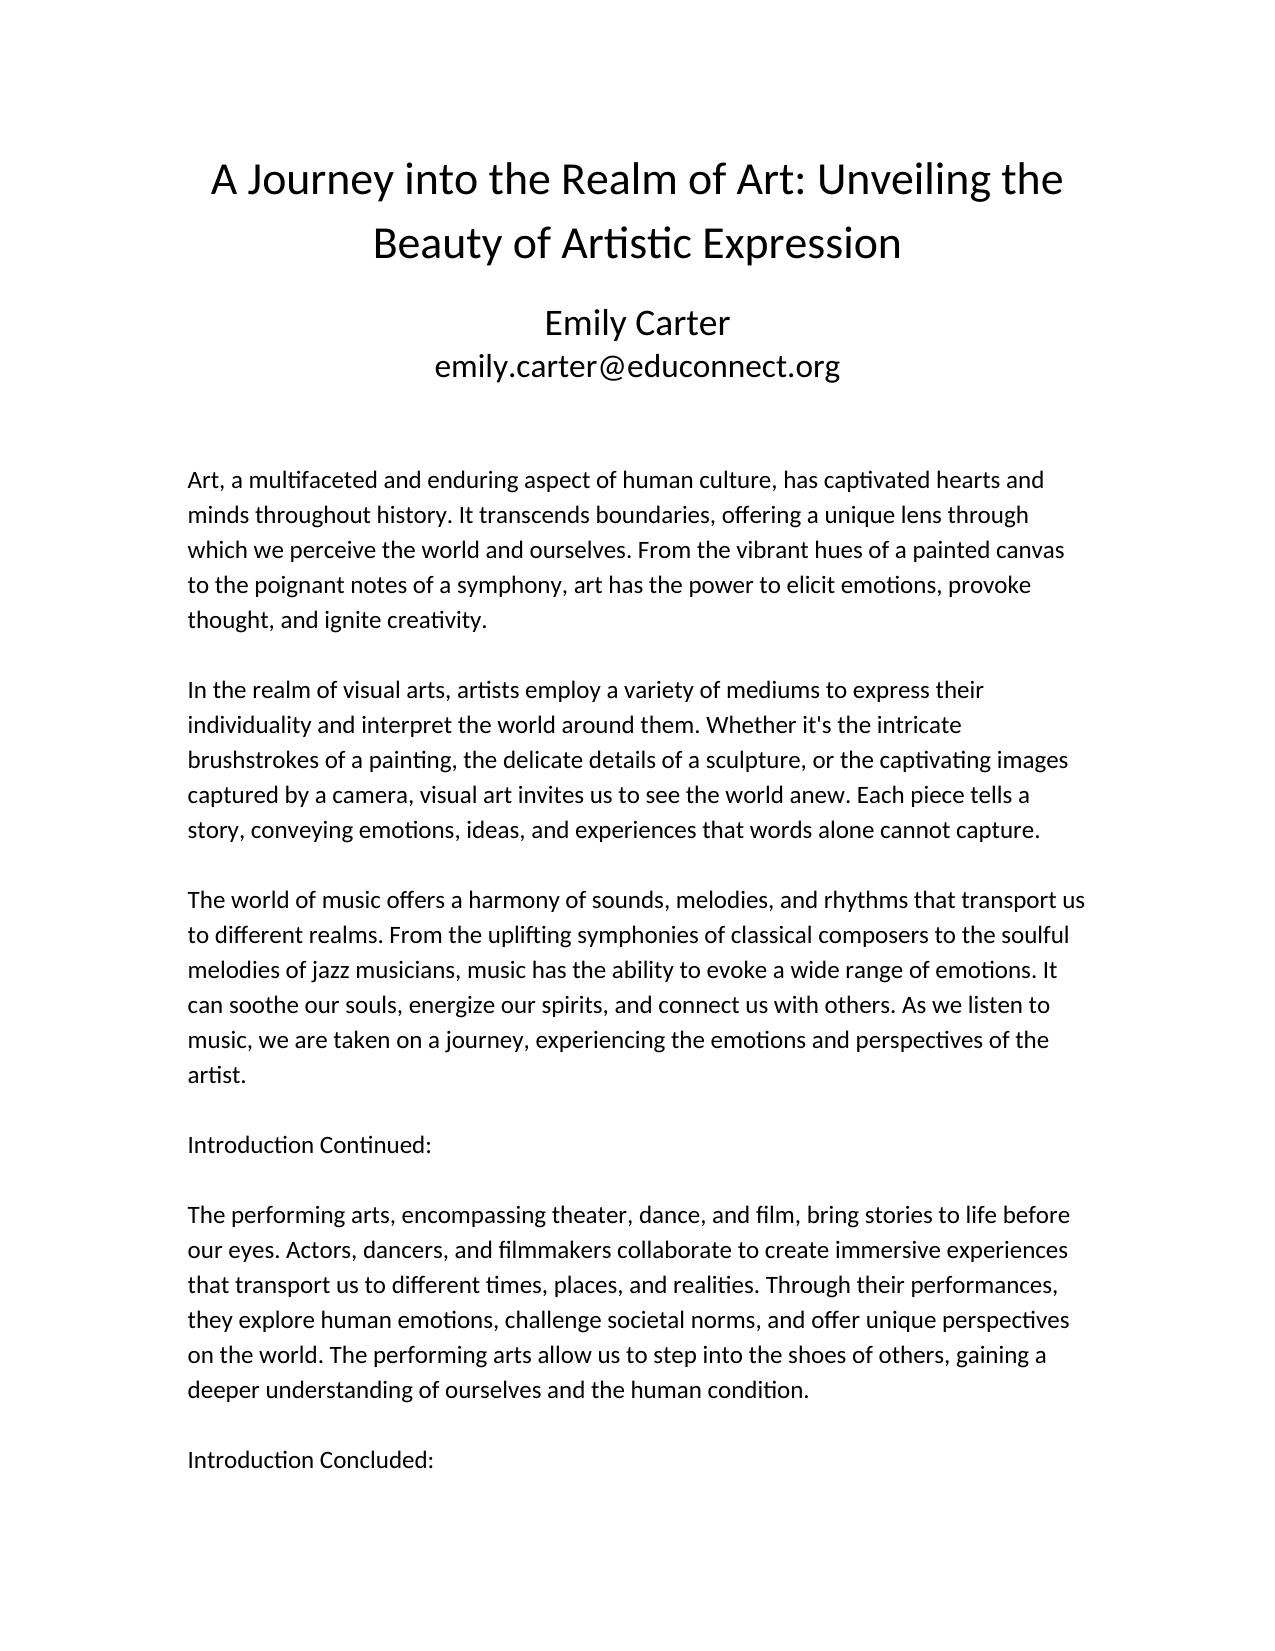 A Journey into the Realm of Art: Unveiling the
Beauty of Artistic Expression
Emily Carter
emily.carter@educonnect.org
Art, a multifaceted and enduring aspect of human culture, has captivated hearts and
minds throughout history. It transcends boundaries, offering a unique lens through
which we perceive the world and ourselves. From the vibrant hues of a painted canvas
to the poignant notes of a symphony, art has the power to elicit emotions, provoke
thought, and ignite creativity.
In the realm of visual arts, artists employ a variety of mediums to express their
individuality and interpret the world around them. Whether it's the intricate
brushstrokes of a painting, the delicate details of a sculpture, or the captivating images
captured by a camera, visual art invites us to see the world anew. Each piece tells a
story, conveying emotions, ideas, and experiences that words alone cannot capture.
The world of music offers a harmony of sounds, melodies, and rhythms that transport us
to different realms. From the uplifting symphonies of classical composers to the soulful
melodies of jazz musicians, music has the ability to evoke a wide range of emotions. It
can soothe our souls, energize our spirits, and connect us with others. As we listen to
music, we are taken on a journey, experiencing the emotions and perspectives of the
artist.
Introduction Continued:
The performing arts, encompassing theater, dance, and film, bring stories to life before
our eyes. Actors, dancers, and filmmakers collaborate to create immersive experiences
that transport us to different times, places, and realities. Through their performances,
they explore human emotions, challenge societal norms, and offer unique perspectives
on the world. The performing arts allow us to step into the shoes of others, gaining a
deeper understanding of ourselves and the human condition.
Introduction Concluded: